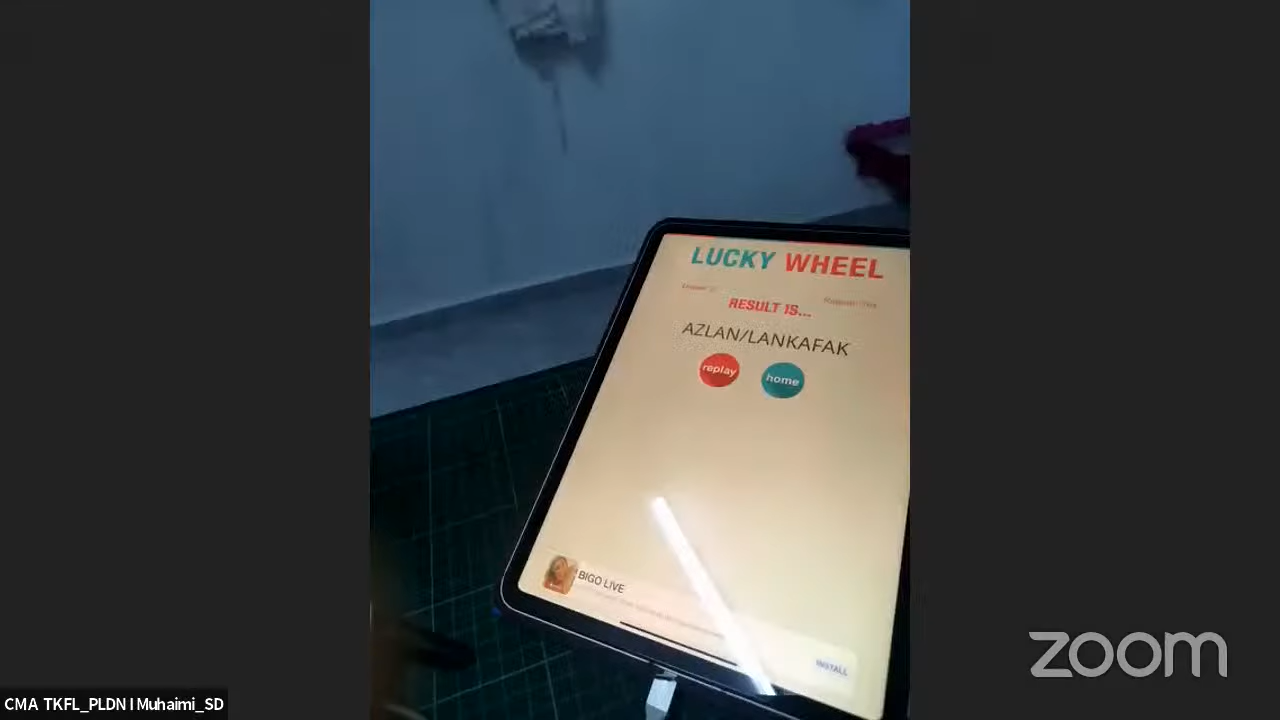 LUCKY WHEEL
RESULT IS...
AZLAN/LANKAFAK
replay
home
BIGO LIVE
INSTALL
zoom
CMA TKFL_PLDN I Muhaimi_SD